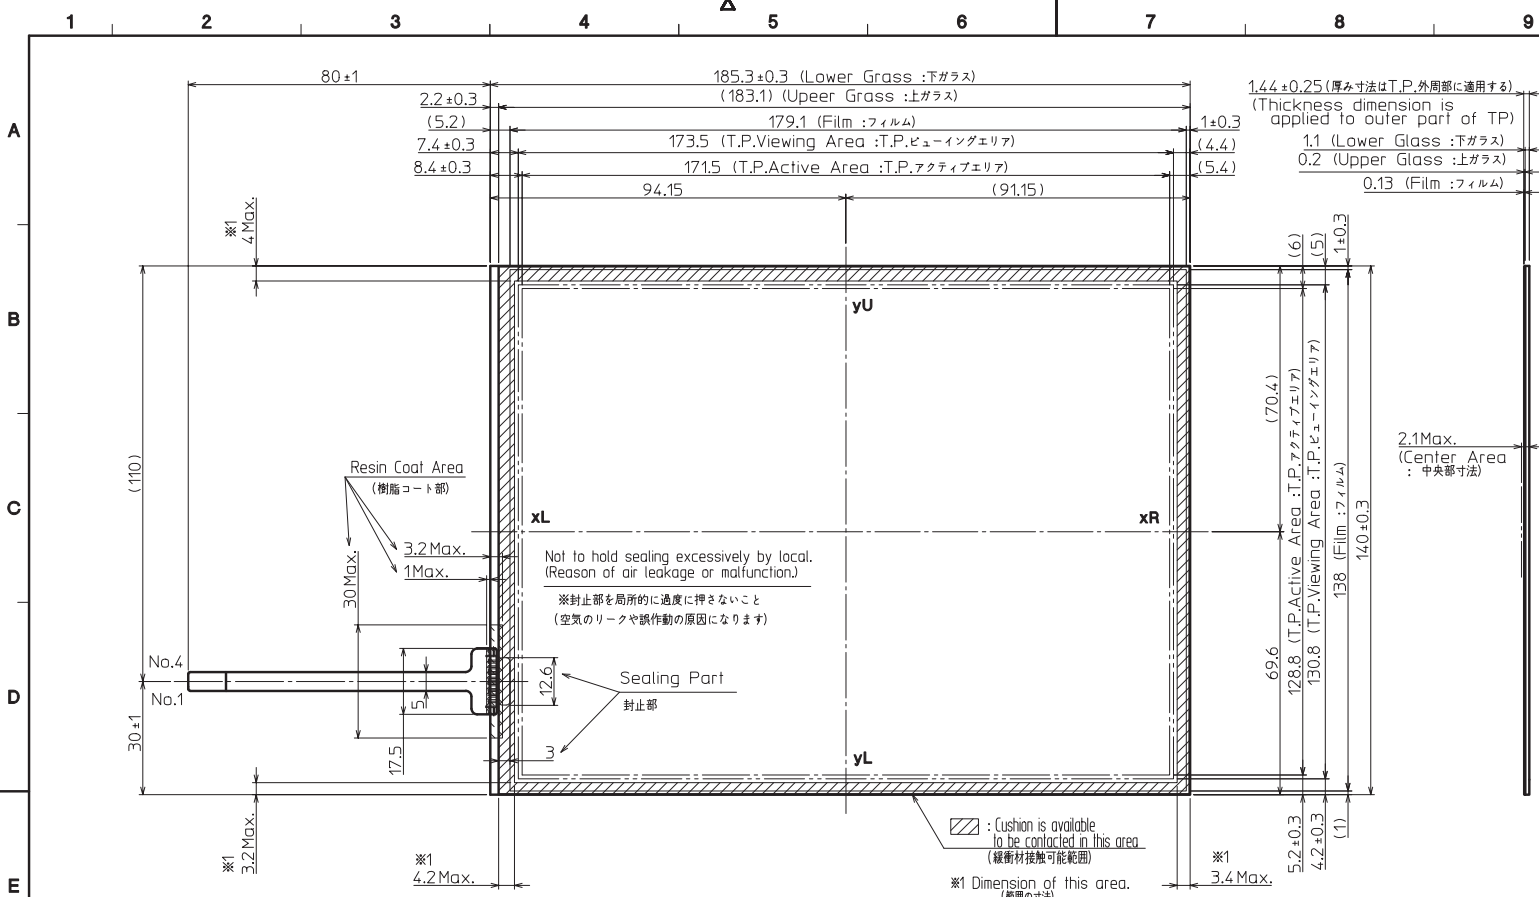 1 2 3 4 5 6 7 8 9
A
B
C
D
E
80±1
185.3±0.3 (Lower Grass :下ガラス)
2.2±0.3
(183.1) (Upeer Grass :上ガラス)
(5.2)
179.1 (Film :フィルム)
1±0.3
7.4±0.3
173.5 (T.P.Viewing Area :T.P.ビューイングエリア)
(4.4)
8.4±0.3
171.5 (T.P.Active Area :T.P.アクティブエリア)
(5.4)
94.15
(91.15)
1.44±0.25(厚み寸法はT.P.外周部に適用する)
(Thickness dimension is
applied to outer part of TP)
1.1 (Lower Glass :下ガラス)
0.2 (Upper Glass :上ガラス)
0.13 (Film :フィルム)
※1
4Max.
(6)
(5)
1±0.3
yU
(110)
(70.4)
128.8 (T.P.Active Area :T.P.アクティブエリア)
130.8 (T.P.Viewing Area :T.P.ビューイングエリア)
138 (Film :フィルム)
140±0.3
2.1Max.
(Center Area
: 中央部寸法)
Resin Coat Area
(樹脂コート部)
xL
xR
3.2Max.
1Max.
30Max.
Not to hold sealing excessively by local.
(Reason of air leakage or malfunction.)
※封止部を局所的に過度に押さないこと
(空気のリークや誤作動の原因になります)
No.4
No.1
5
17.5
12.6
3
Sealing Part
封止部
69.6
30±1
yL
※1
3.2Max.
※1
4.2Max.
: Cushion is available
to be contacted in this area
(緩衝材接触可能範囲)
※1 Dimension of this area.
(範囲の寸法)
※1
3.4Max.
5.2±0.3
4.2±0.3
(1)